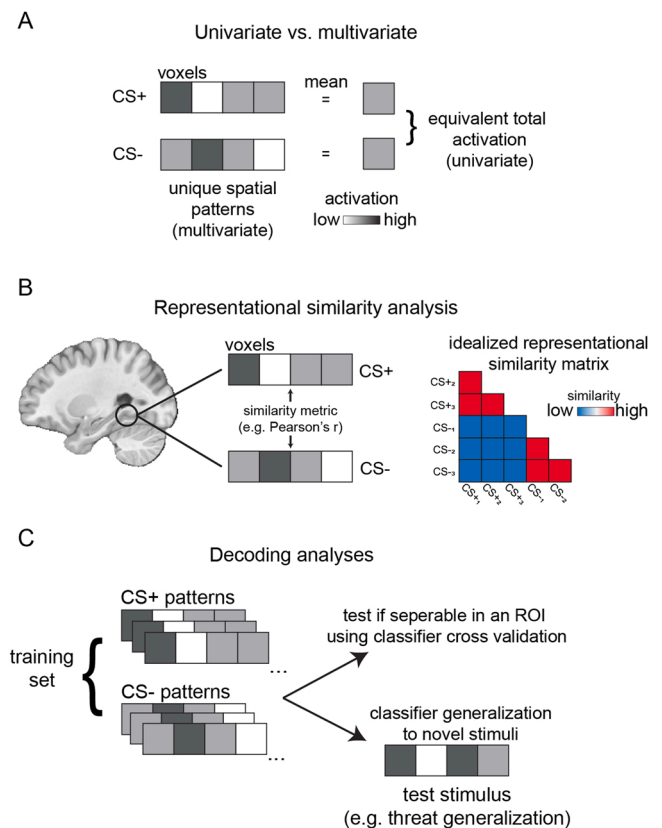 A
Univariate vs. multivariate
voxels
mean
CS+
=
CS-
=
equivalent total
activation
(univariate)
unique spatial
patterns
(multivariate)
activation
low
high
B
Representational similarity analysis
voxels
CS+
similarity metric
(e.g. Pearson's r)
CS-
idealized representational
similarity matrix
similarity
low
high
CS+₂
CS+₃
CS-₁
CS-₂
CS-₃
CS+₁
CS+₂
CS+₃
CS-₁
CS-₂
C
Decoding analyses
CS+ patterns
...
training
set
CS- patterns
...
test if seperable in an ROI
using classifier cross validation
classifier generalization
to novel stimuli
test stimulus
(e.g. threat generalization)